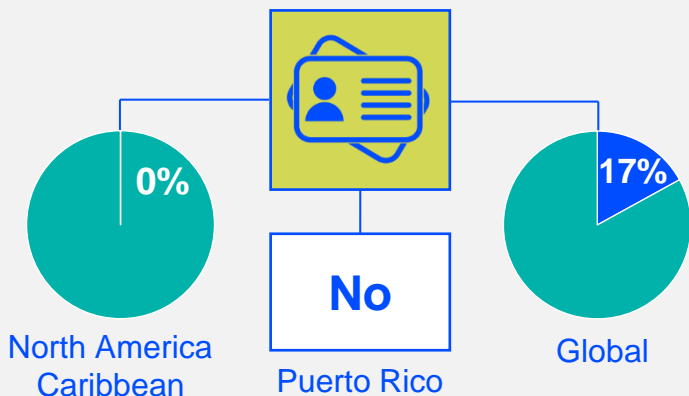 0%
17%
No
North America
Caribbean
Puerto Rico
Global